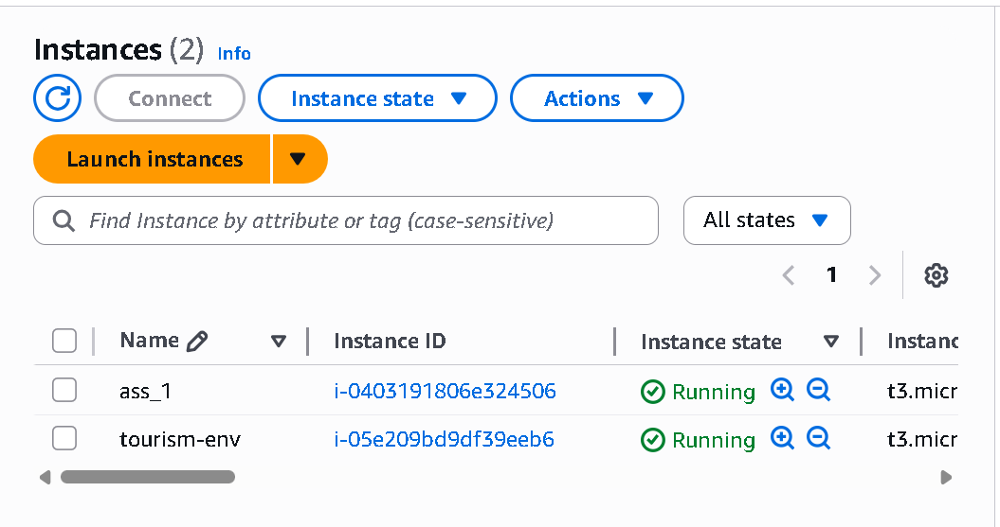 Instances (2) Info
Connect Instance state Actions
Launch instances
Find Instance by attribute or tag (case-sensitive) All states
1
Name Instance ID Instance state Instanc
ass_1 i-0403191806e324506 Running t3.micr
tourism-env i-05e209bd9df39eeb6 Running t3.micr